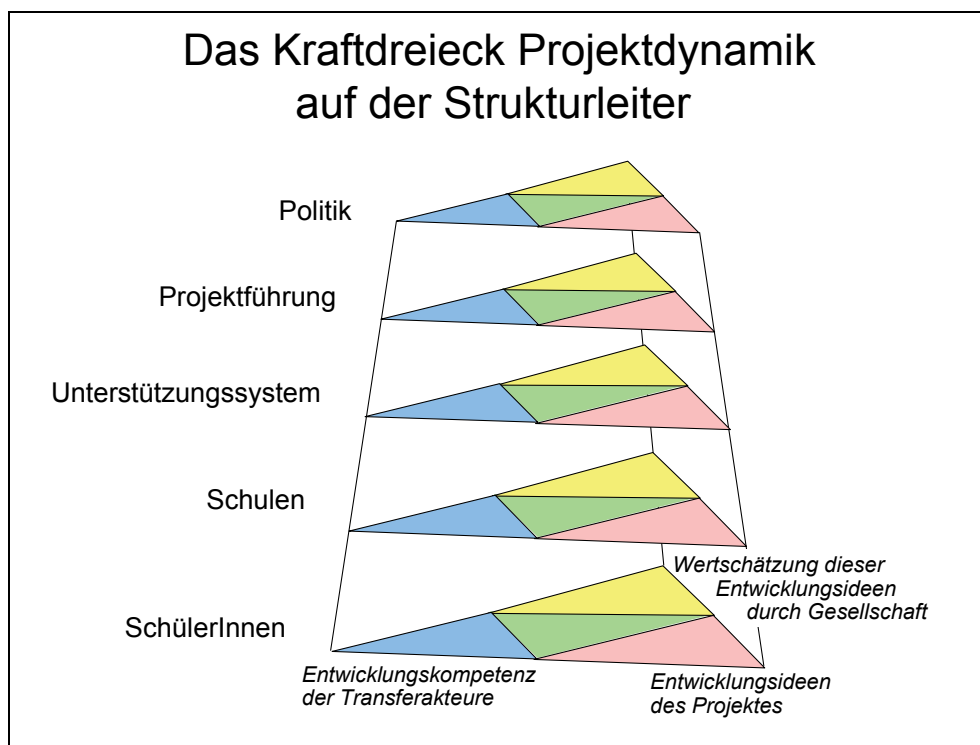 Das Kraftdreieck Projektdynamik
auf der Strukturleiter
Politik
Projektführung
Unterstützungssystem
Schulen
Wertschätzung dieser
Entwicklungsideen
durch Gesellschaft
SchülerInnen
Entwicklungskompetenz
der Transferakteure
Entwicklungsideen
des Projektes